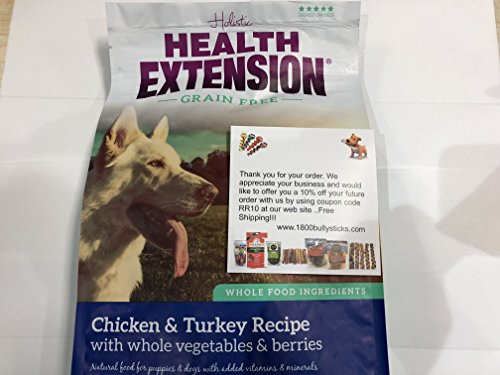 Holistic
HEALTH
EXTENSION®
GRAIN FREE
Thank you for your order. We
appreciate your business and would
like to offer you a 10% off your future
order with us by using coupon code
RR10 at our web site ..Free
Shipping!!!
www.1800bullysticks.com
WHOLE FOOD INGREDIENTS
Chicken & Turkey Recipe
with whole vegetables & berries
Natural food for puppies & dogs with added vitamins & minerals